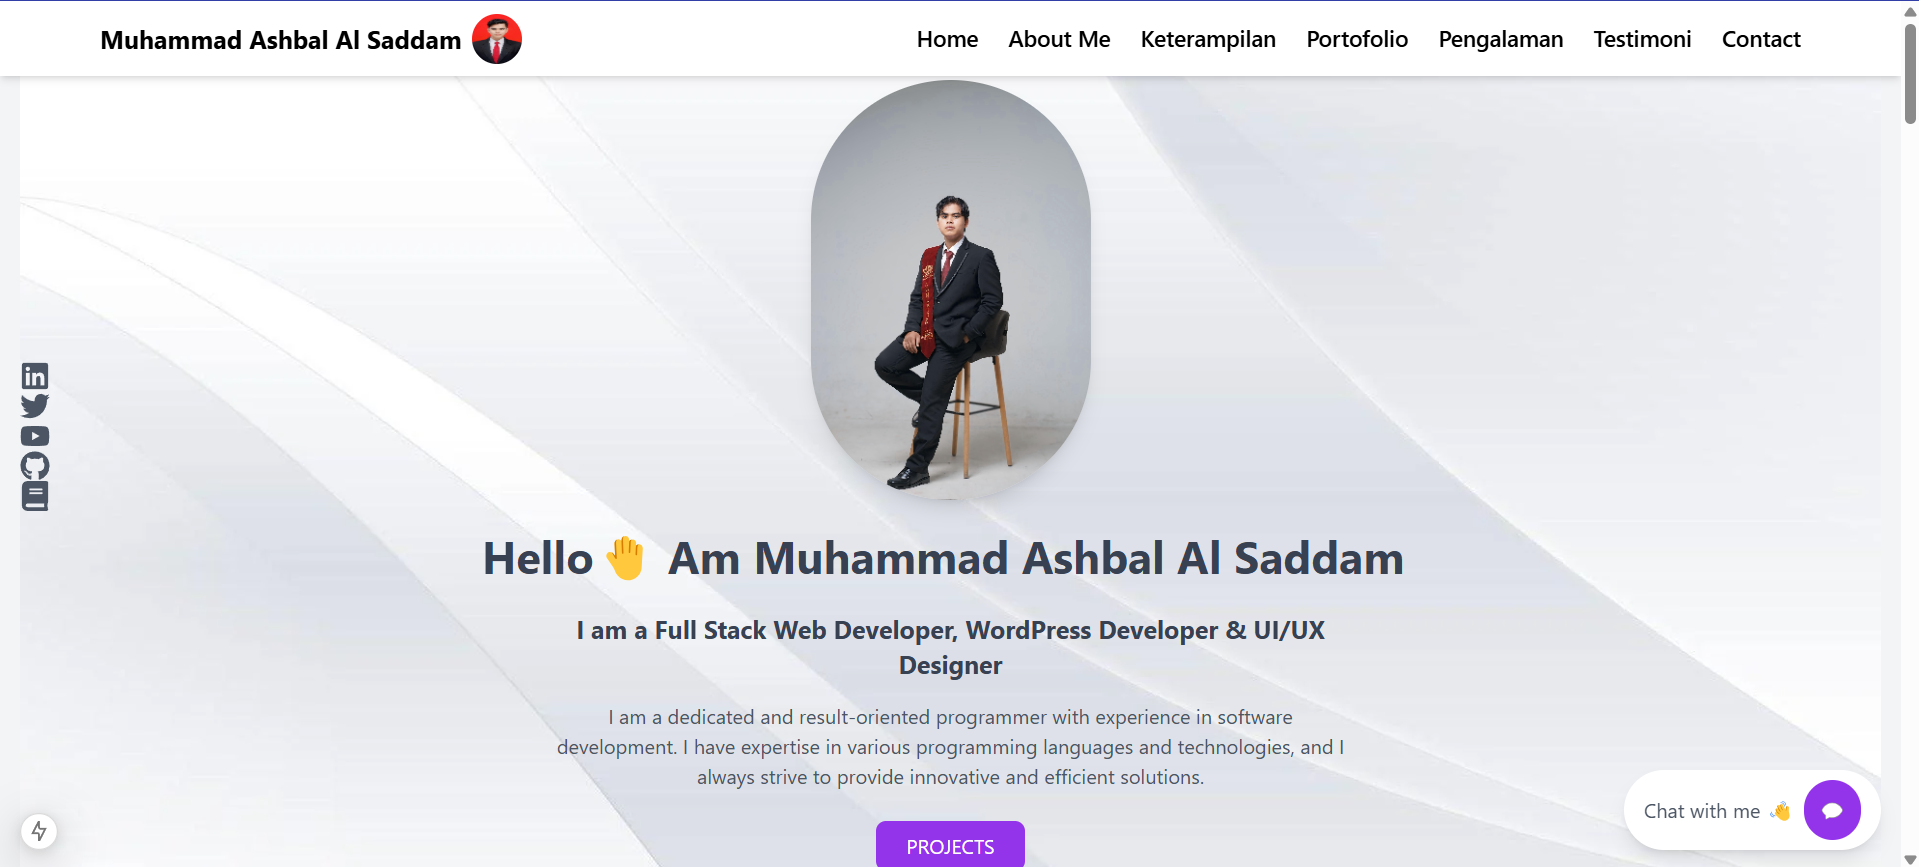 Muhammad Ashbal Al Saddam
Home About Me Keterampilan Portofolio Pengalaman Testimoni Contact
in
Hello 🤚 Am Muhammad Ashbal Al Saddam
I am a Full Stack Web Developer, WordPress Developer & UI/UX
Designer
I am a dedicated and result-oriented programmer with experience in software
development. I have expertise in various programming languages and technologies, and I
always strive to provide innovative and efficient solutions.
PROJECTS
Chat with me 👋